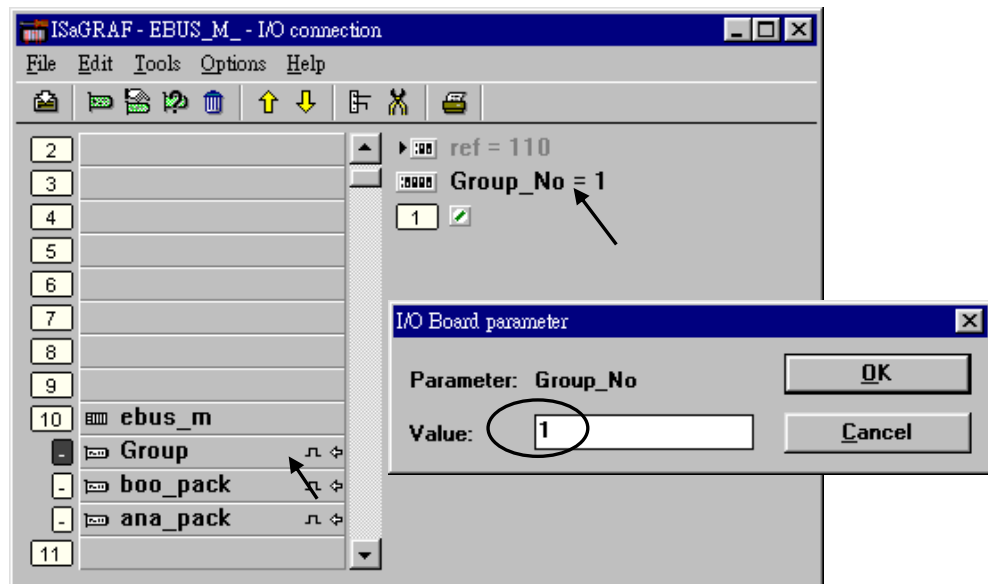 ISaGRAF - EBUS_M_ - I/O connection
File Edit Tools Options Help
2
3
4
5
6
7
8
9
10 ebus_m
- Group
- boo_pack
- ana_pack
11
ref = 110
Group_No = 1
1
I/O Board parameter
Parameter: Group_No
Value: 1
OK
Cancel